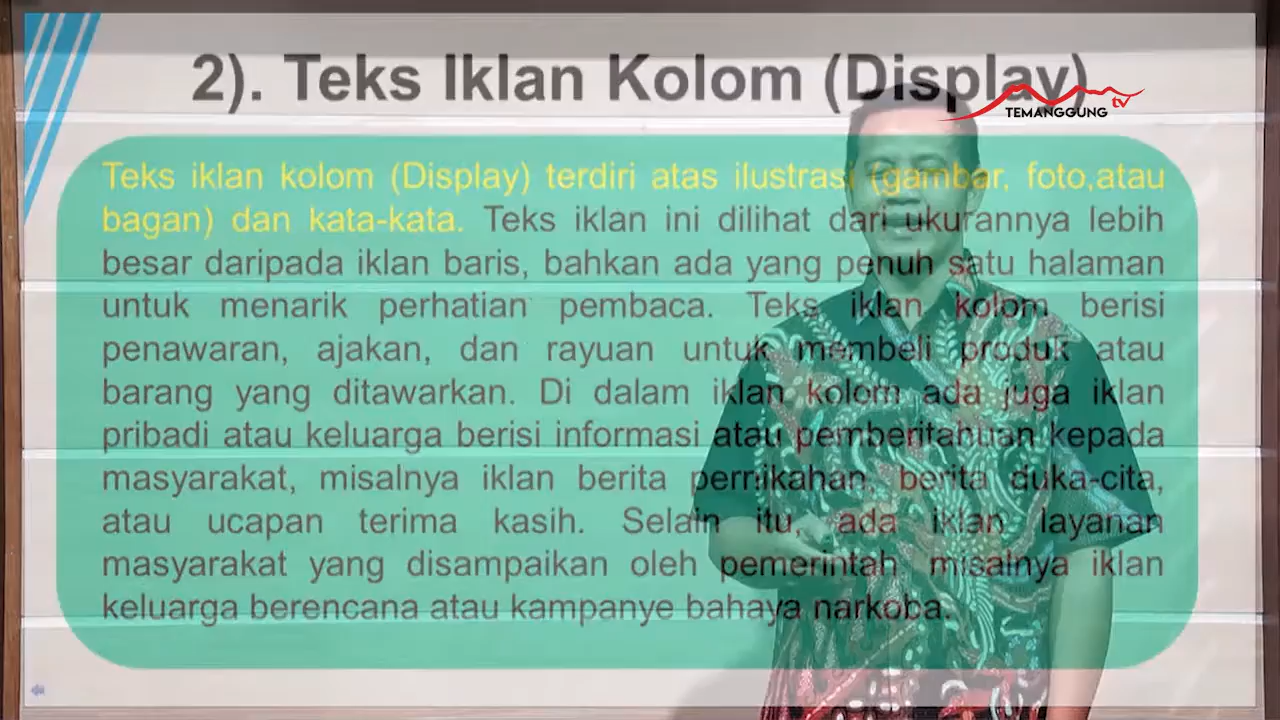 2). Teks Iklan Kolom (Display)
TEMANGGUNG tv
Teks iklan kolom (Display) terdiri atas ilustrasi (gambar, foto,atau
bagan) dan kata-kata. Teks iklan ini dilihat dari ukurannya lebih
besar daripada iklan baris, bahkan ada yang penuh satu halaman
untuk menarik perhatian pembaca. Teks iklan kolom berisi
penawaran, ajakan, dan rayuan untuk membeli produk atau
barang yang ditawarkan. Di dalam iklan kolom ada juga iklan
pribadi atau keluarga berisi informasi atau pemberitahuan kepada
masyarakat, misalnya iklan berita pernikahan, berita duka-cita,
atau ucapan terima kasih. Selain itu, ada iklan layanan
masyarakat yang disampaikan oleh pemerintah misalnya iklan
keluarga berencana atau kampanye bahaya narkoba.